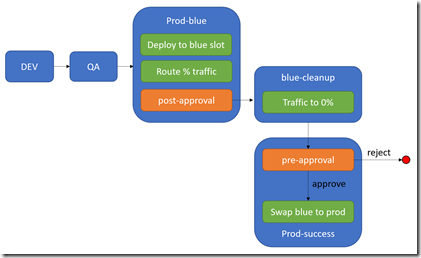 Prod-blue
Deploy to blue slot
DEV
QA
Route % traffic
post-approval
blue-cleanup
Traffic to 0%
pre-approval
reject
approve
Swap blue to prod
Prod-success